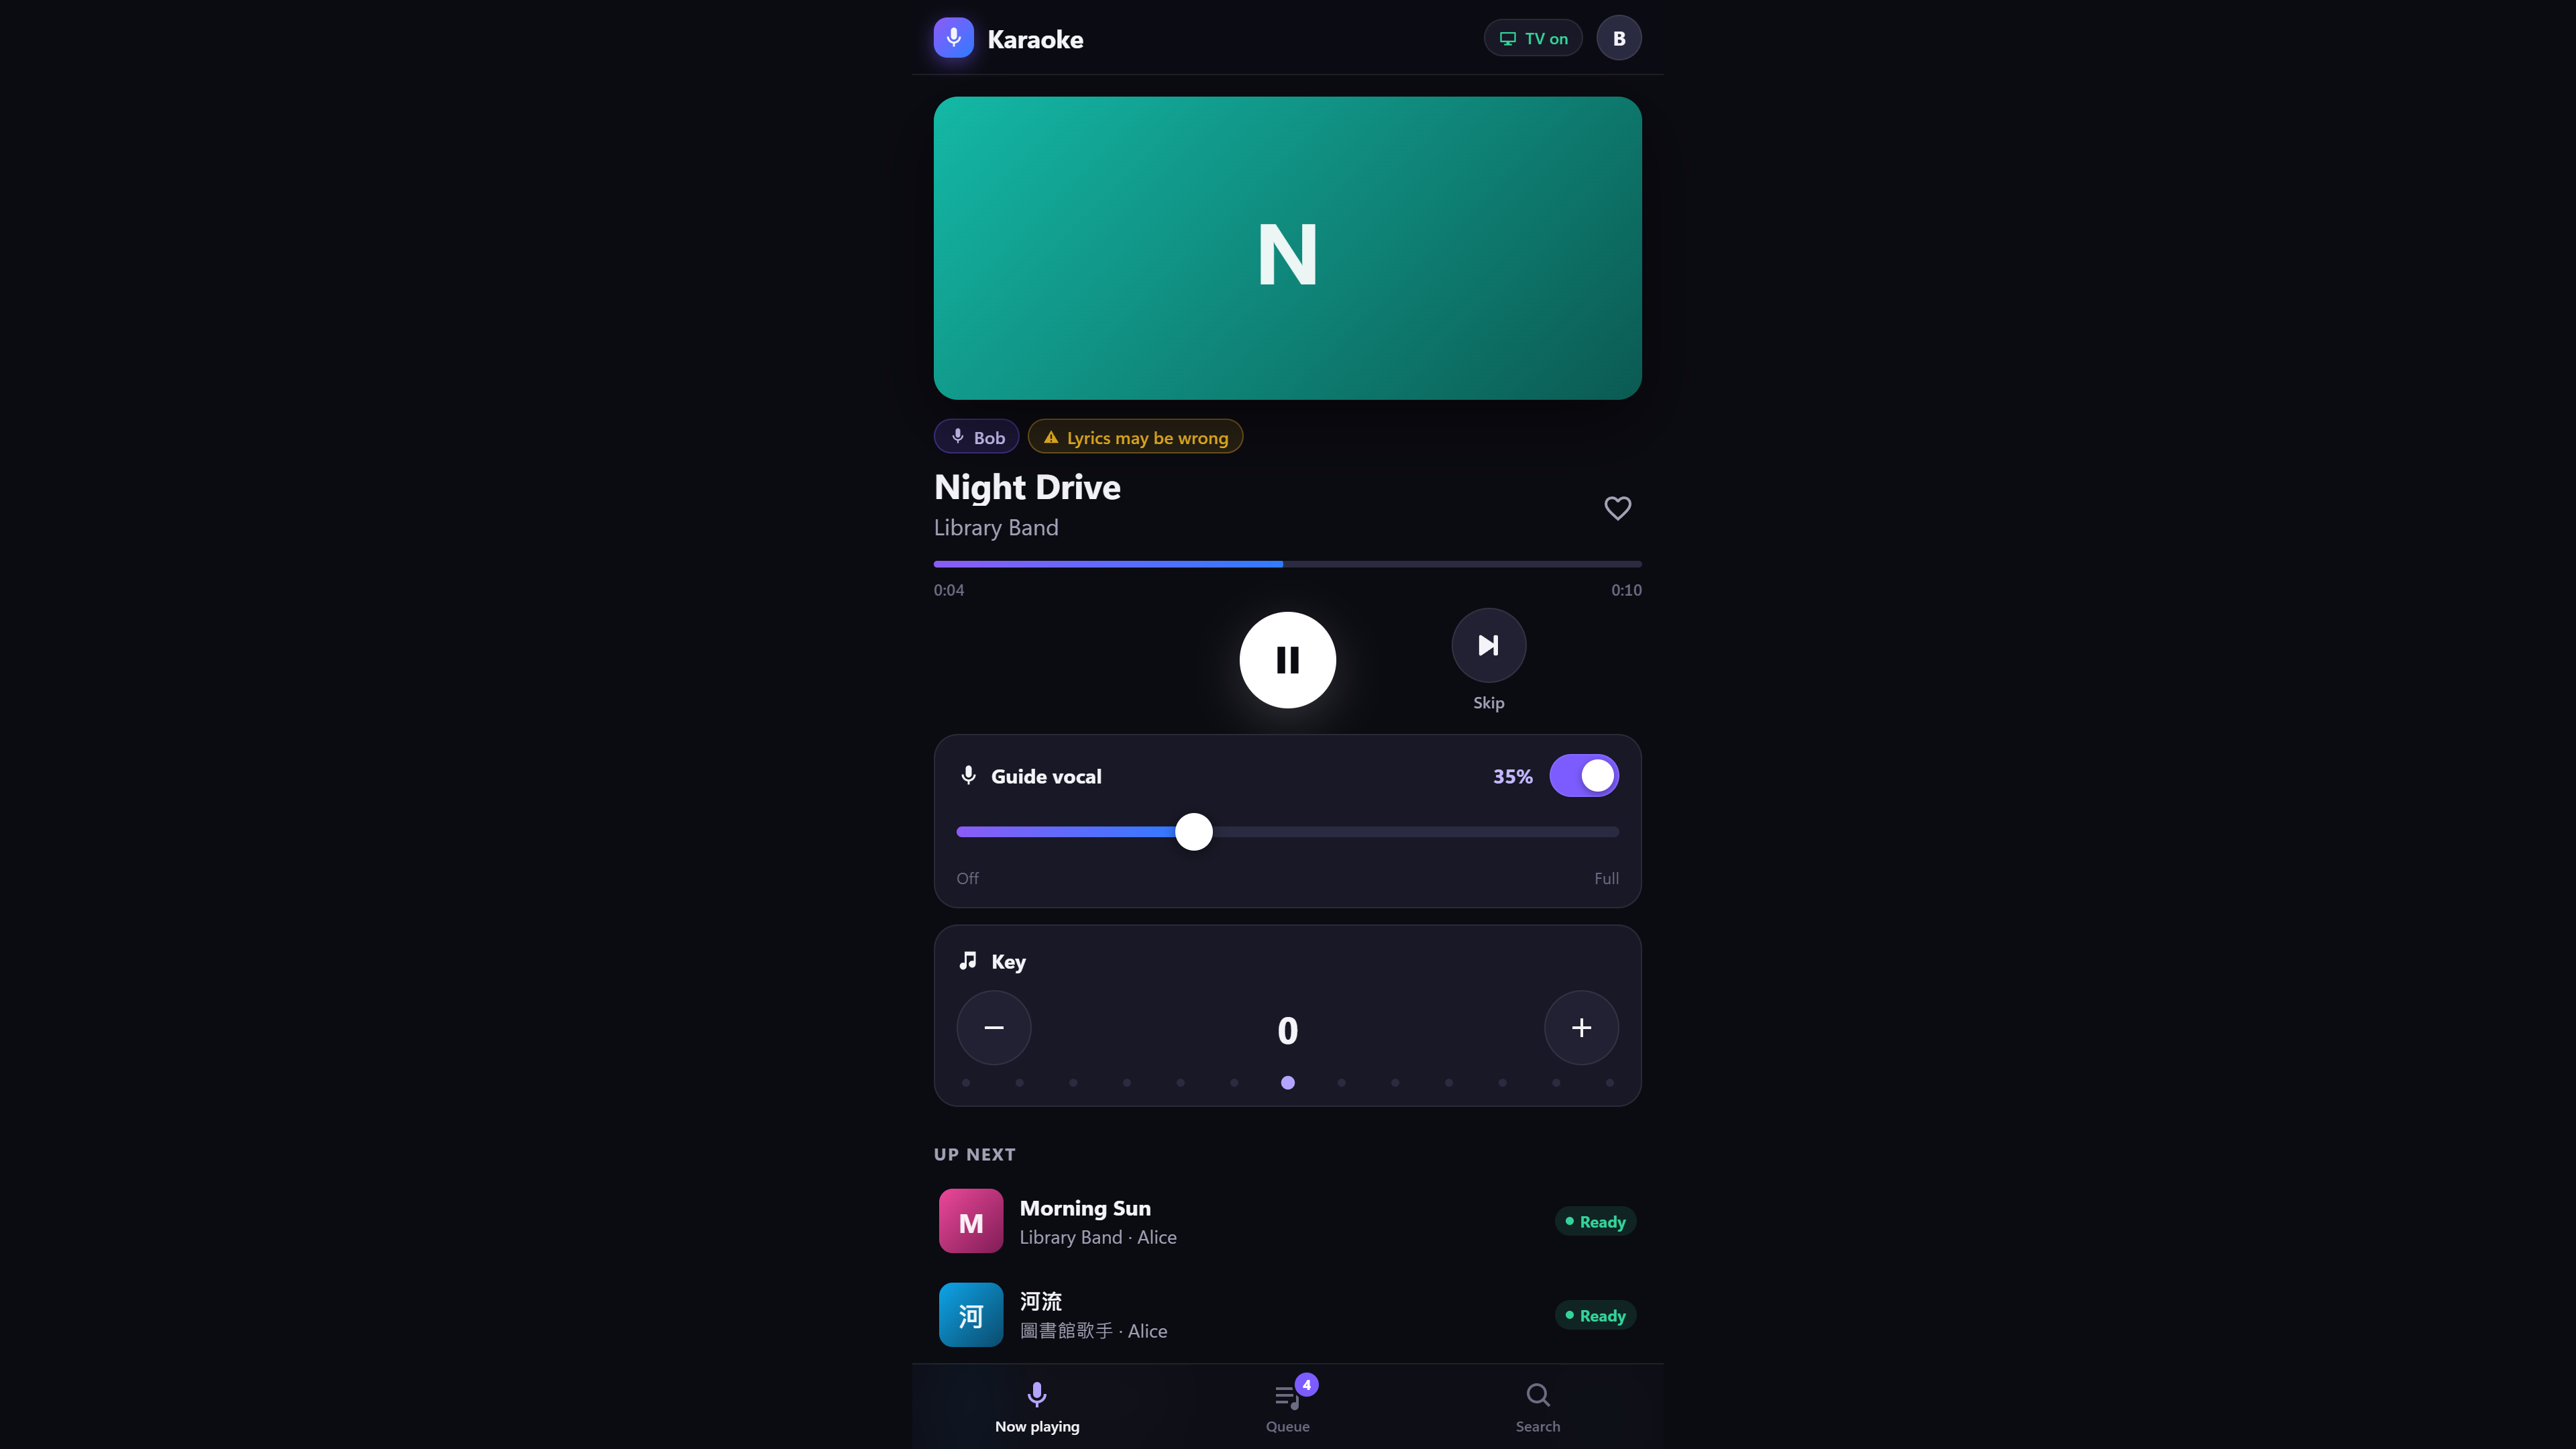 Karaoke
TV on
B
N
Bob
Lyrics may be wrong
Night Drive
Library Band
0:04
0:10
Skip
Guide vocal
35%
Off
Full
Key
0
UP NEXT
M
Morning Sun
Library Band · Alice
Ready
河
河流
圖書館歌手 · Alice
Ready
Now playing
4
Queue
Search